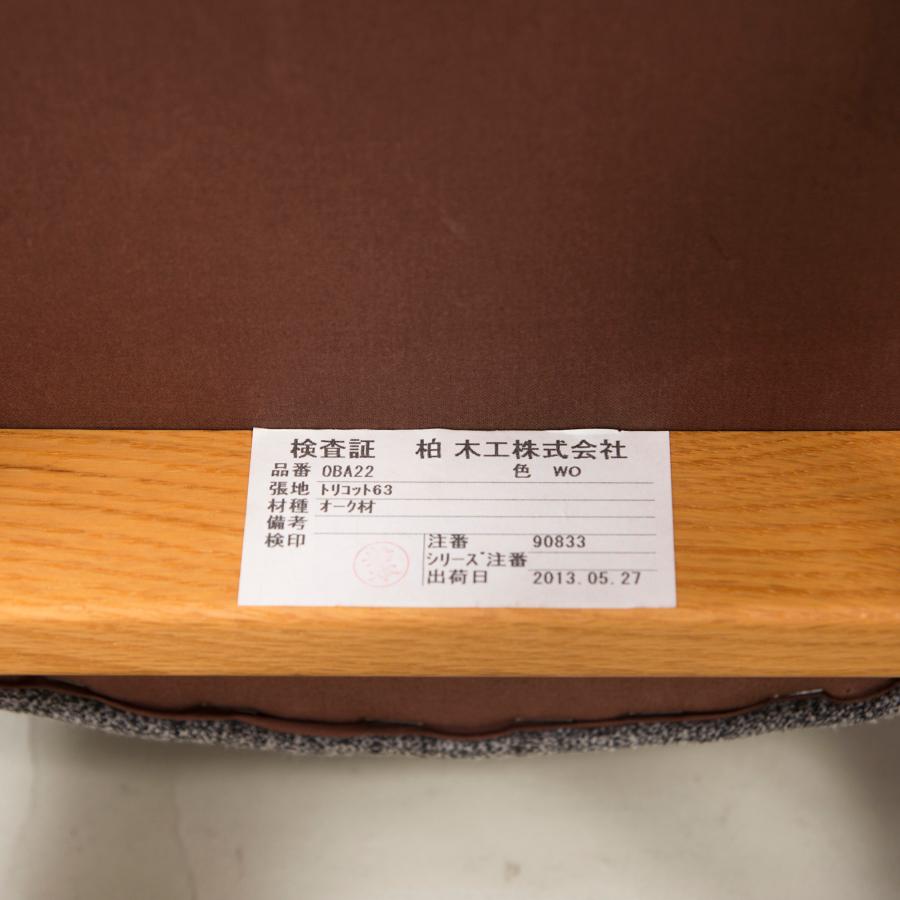 検査証 柏木工株式会社
品番 OBA22 色 WO
張地 ﾄﾘｺｯﾄ63
材種 ｵｰｸ材
備考
検印 注番 90833
ｼﾘｰｽﾞ注番
出荷日 2013.05.27